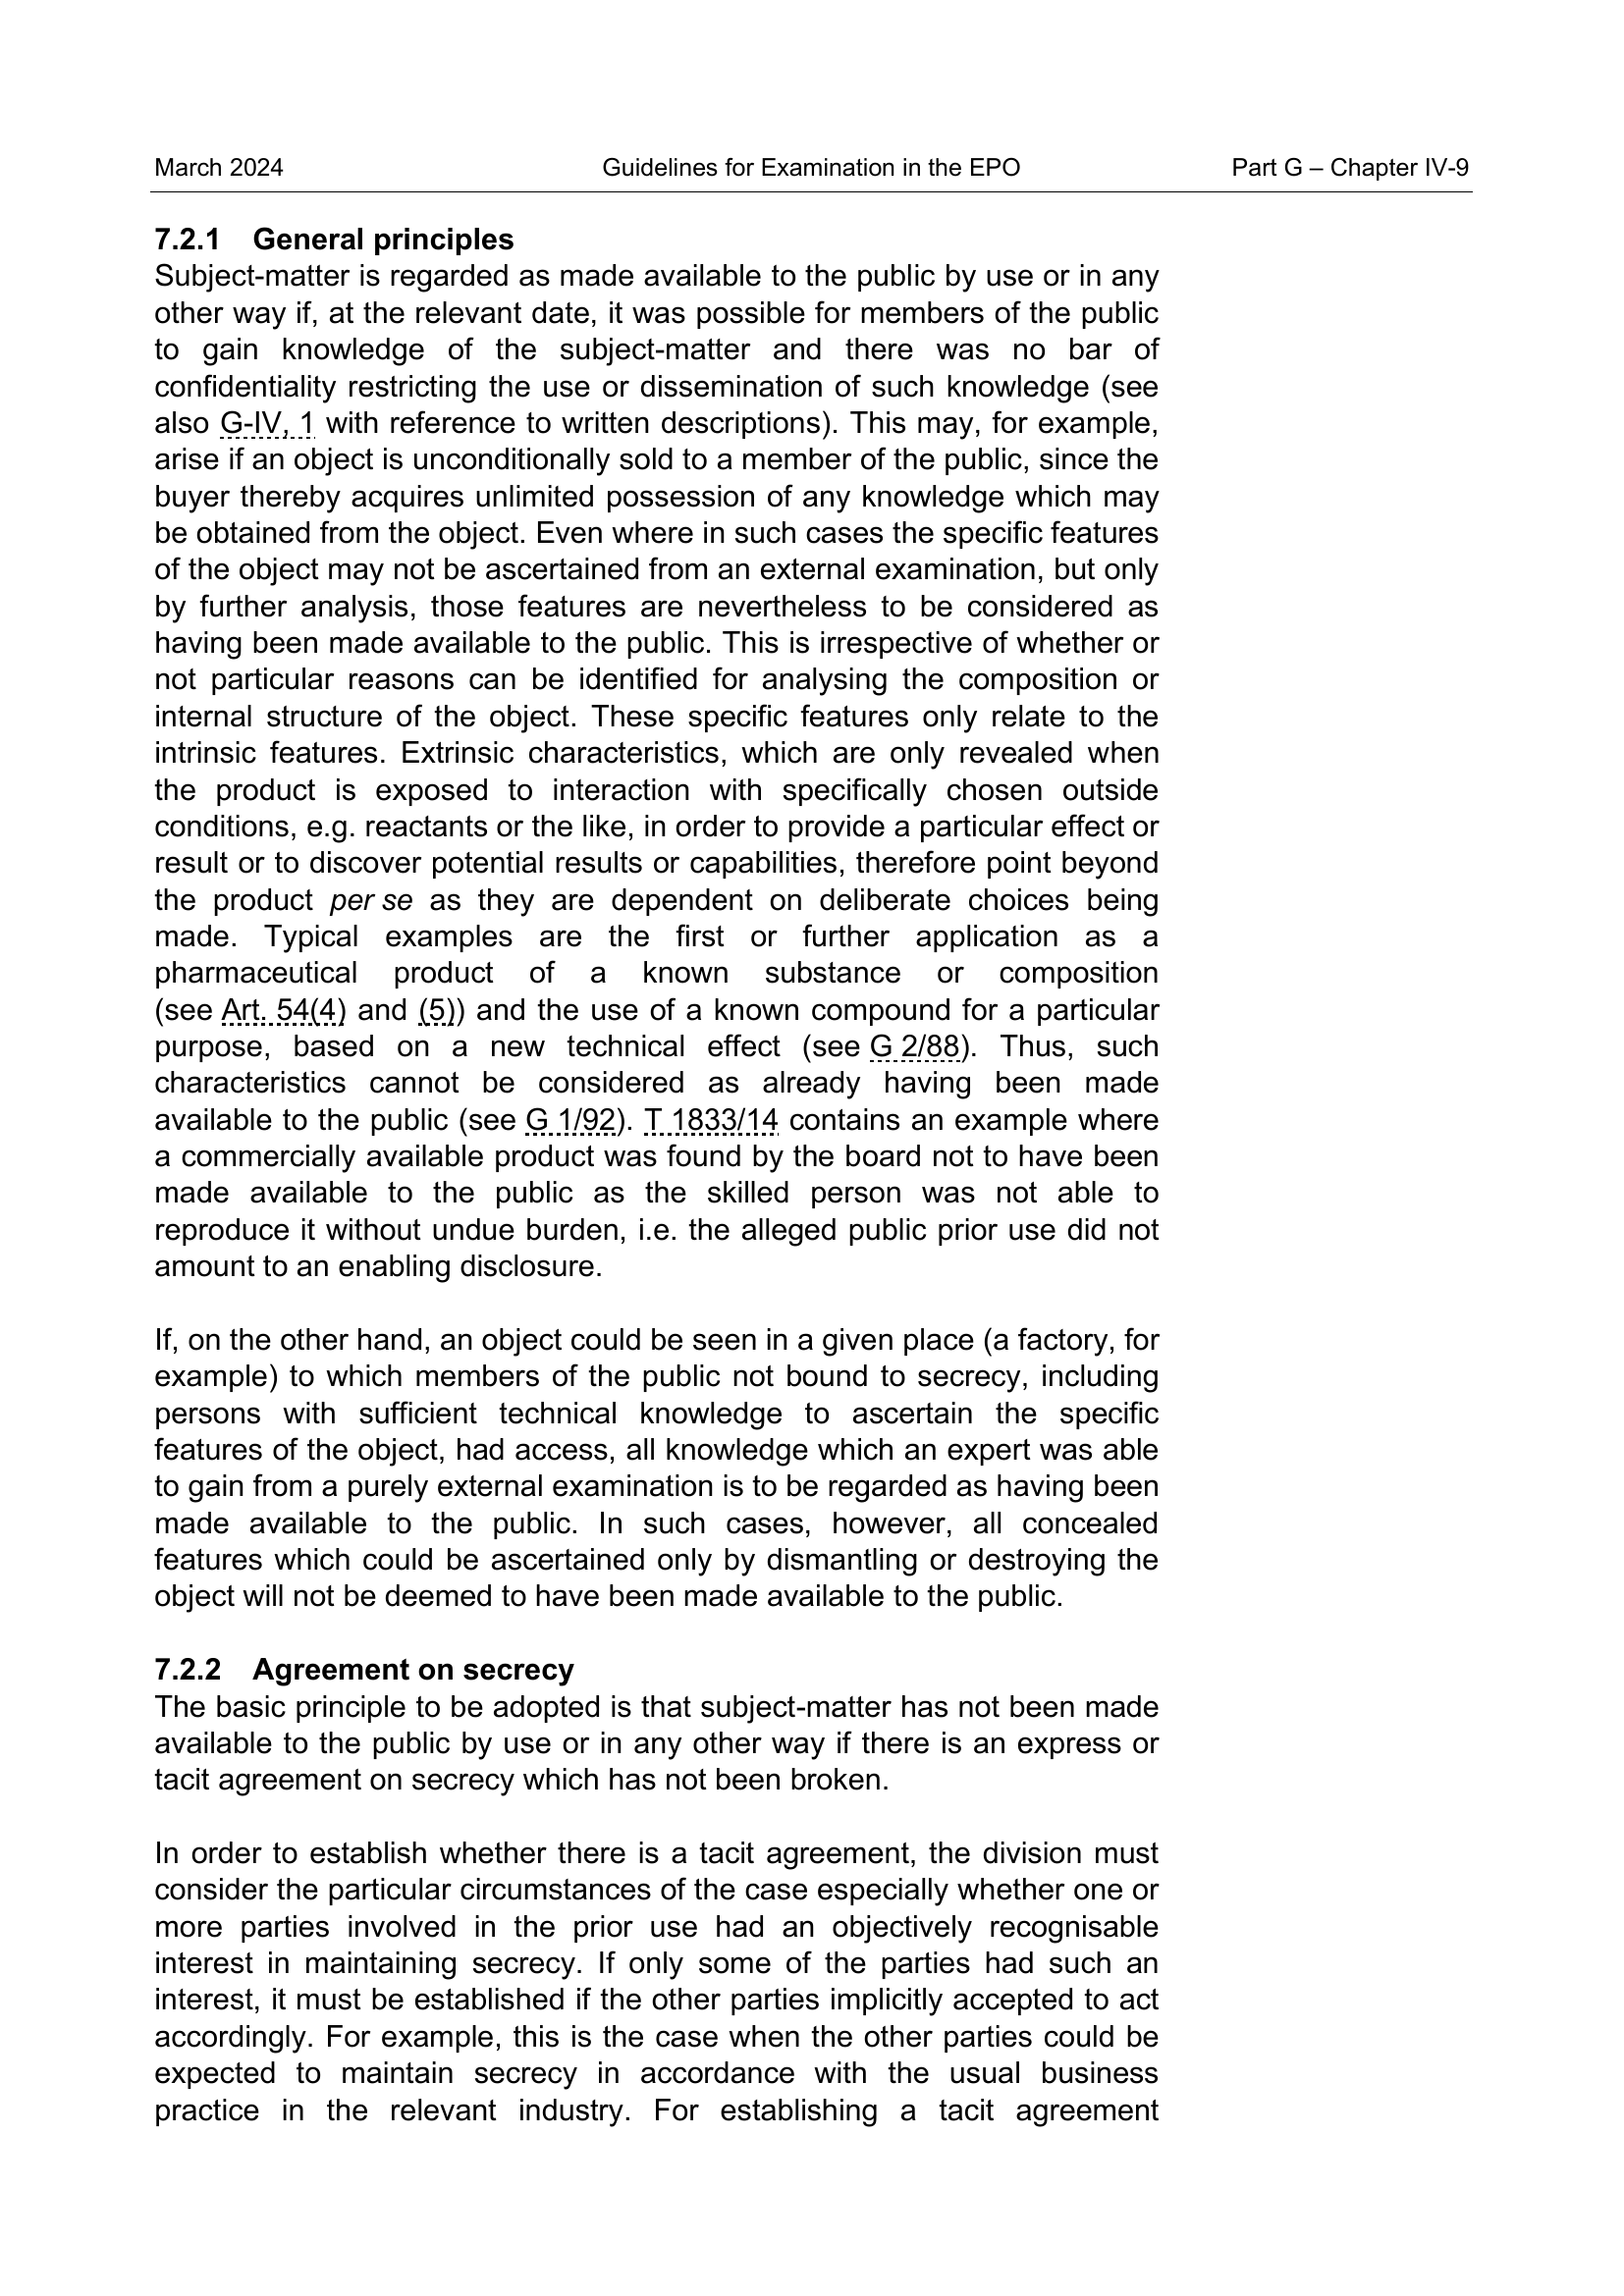 March 2024 Guidelines for Examination in the EPO Part G – Chapter IV-9
7.2.1 General principles
Subject-matter is regarded as made available to the public by use or in any
other way if, at the relevant date, it was possible for members of the public
to gain knowledge of the subject-matter and there was no bar of
confidentiality restricting the use or dissemination of such knowledge (see
also G-IV, 1 with reference to written descriptions). This may, for example,
arise if an object is unconditionally sold to a member of the public, since the
buyer thereby acquires unlimited possession of any knowledge which may
be obtained from the object. Even where in such cases the specific features
of the object may not be ascertained from an external examination, but only
by further analysis, those features are nevertheless to be considered as
having been made available to the public. This is irrespective of whether or
not particular reasons can be identified for analysing the composition or
internal structure of the object. These specific features only relate to the
intrinsic features. Extrinsic characteristics, which are only revealed when
the product is exposed to interaction with specifically chosen outside
conditions, e.g. reactants or the like, in order to provide a particular effect or
result or to discover potential results or capabilities, therefore point beyond
the product per se as they are dependent on deliberate choices being
made. Typical examples are the first or further application as a
pharmaceutical product of a known substance or composition
(see Art. 54(4) and (5)) and the use of a known compound for a particular
purpose, based on a new technical effect (see G 2/88). Thus, such
characteristics cannot be considered as already having been made
available to the public (see G 1/92). T 1833/14 contains an example where
a commercially available product was found by the board not to have been
made available to the public as the skilled person was not able to
reproduce it without undue burden, i.e. the alleged public prior use did not
amount to an enabling disclosure.
If, on the other hand, an object could be seen in a given place (a factory, for
example) to which members of the public not bound to secrecy, including
persons with sufficient technical knowledge to ascertain the specific
features of the object, had access, all knowledge which an expert was able
to gain from a purely external examination is to be regarded as having been
made available to the public. In such cases, however, all concealed
features which could be ascertained only by dismantling or destroying the
object will not be deemed to have been made available to the public.
7.2.2 Agreement on secrecy
The basic principle to be adopted is that subject-matter has not been made
available to the public by use or in any other way if there is an express or
tacit agreement on secrecy which has not been broken.
In order to establish whether there is a tacit agreement, the division must
consider the particular circumstances of the case especially whether one or
more parties involved in the prior use had an objectively recognisable
interest in maintaining secrecy. If only some of the parties had such an
interest, it must be established if the other parties implicitly accepted to act
accordingly. For example, this is the case when the other parties could be
expected to maintain secrecy in accordance with the usual business
practice in the relevant industry. For establishing a tacit agreement